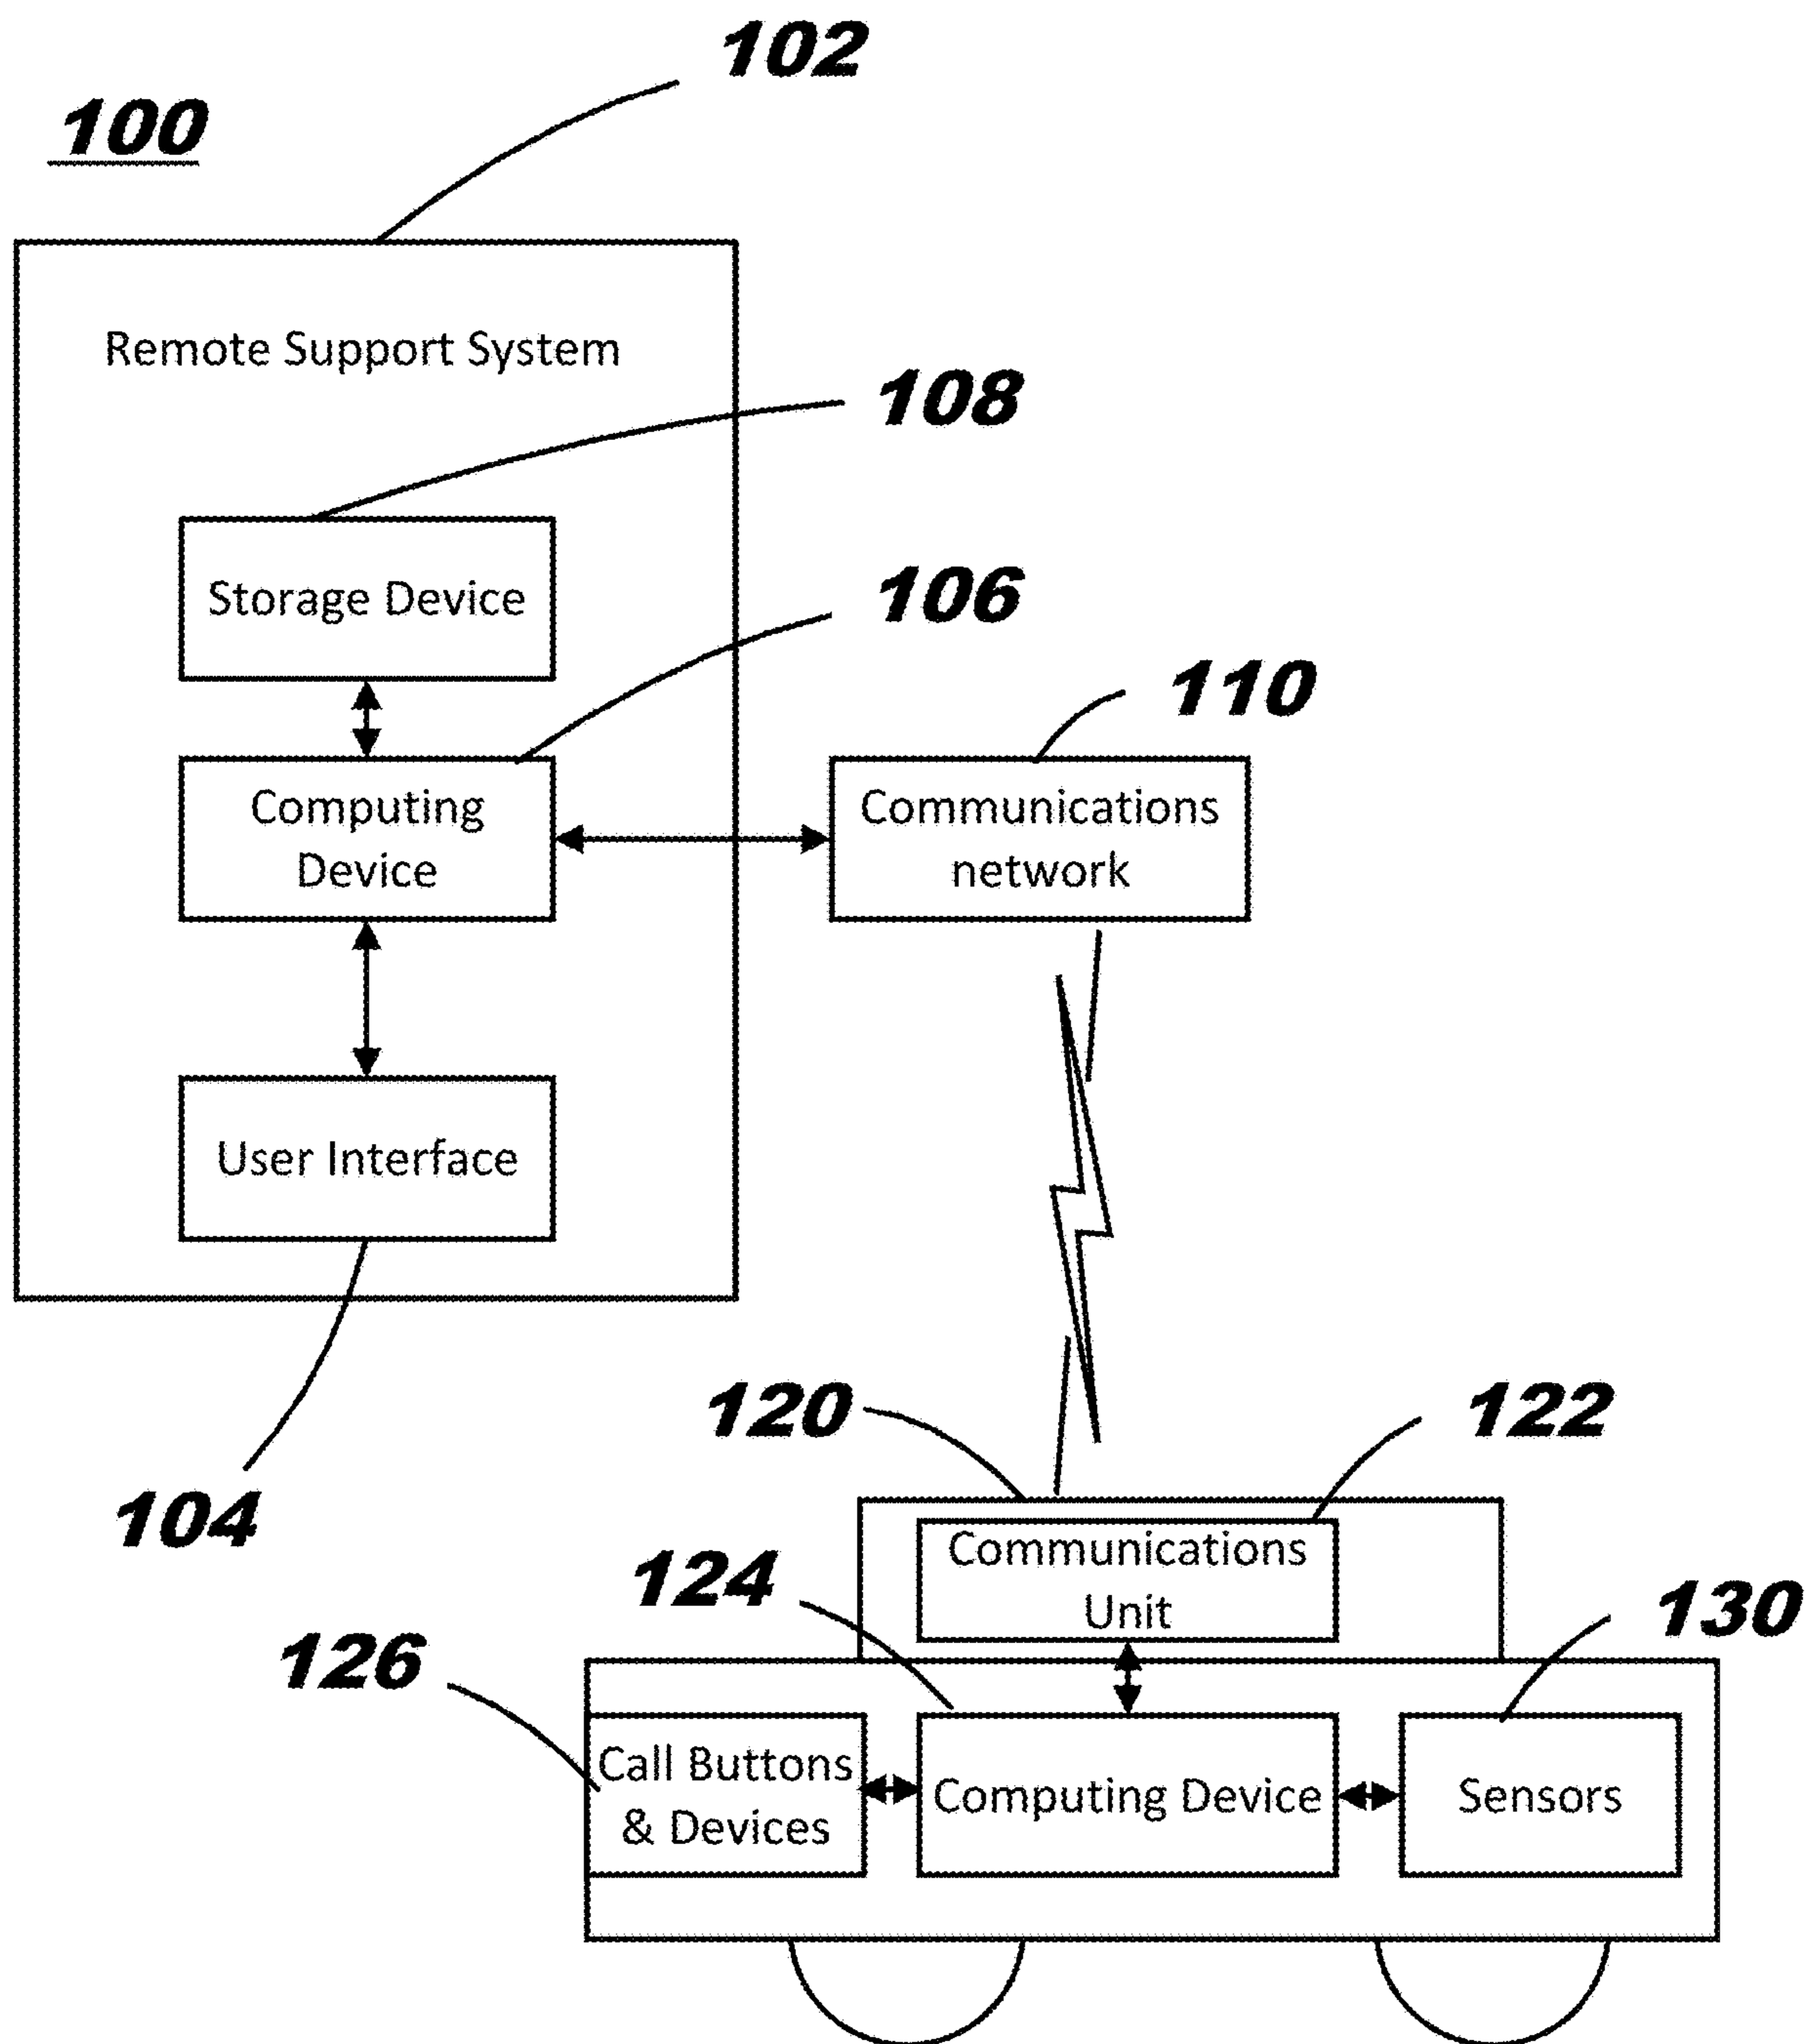 102
100
Remote Support System
108
Storage Device
106
110
Computing
Device
Communications
network
User Interface
104
120
122
Communications
Unit
124
130
126
Call Buttons
& Devices
Computing Device
Sensors